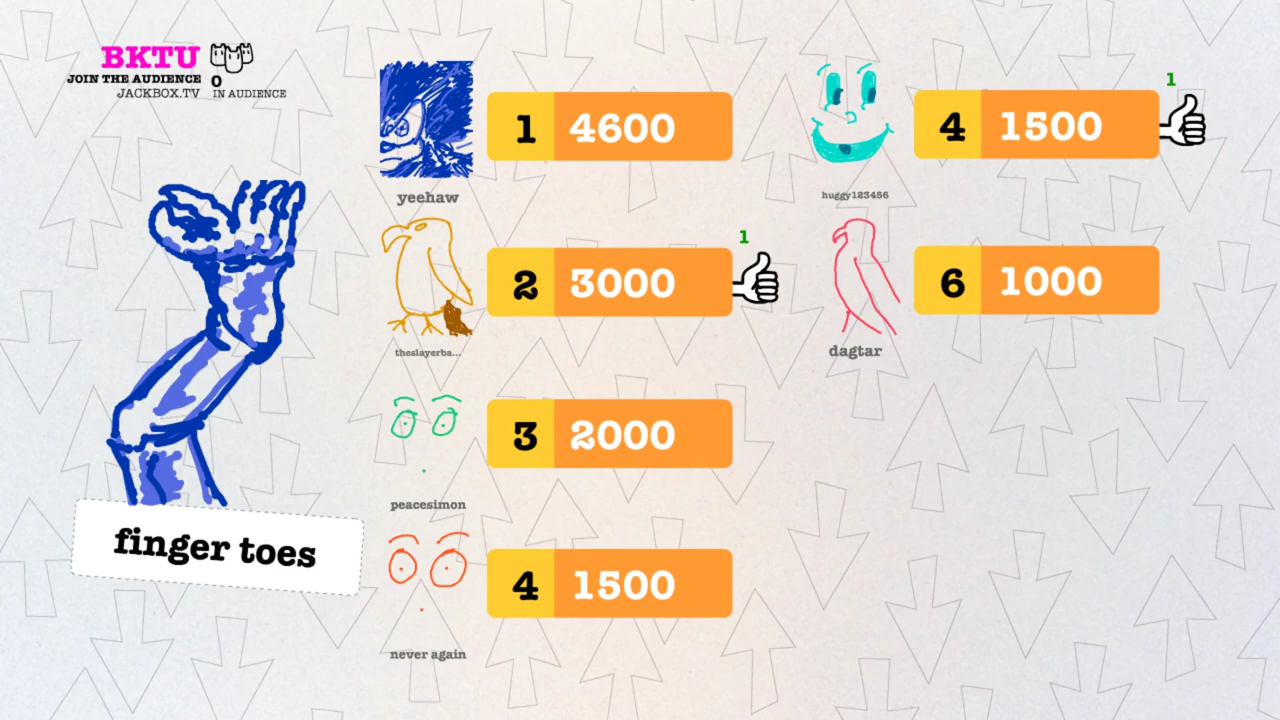 BKTU
JOIN THE AUDIENCE
JACKBOX.TV
0
IN AUDIENCE
finger toes
1 4600
yeehaw
2 3000
1
theslayerba...
3 2000
peacesimon
4 1500
never again
4 1500
1
huggy123456
6 1000
dagtar